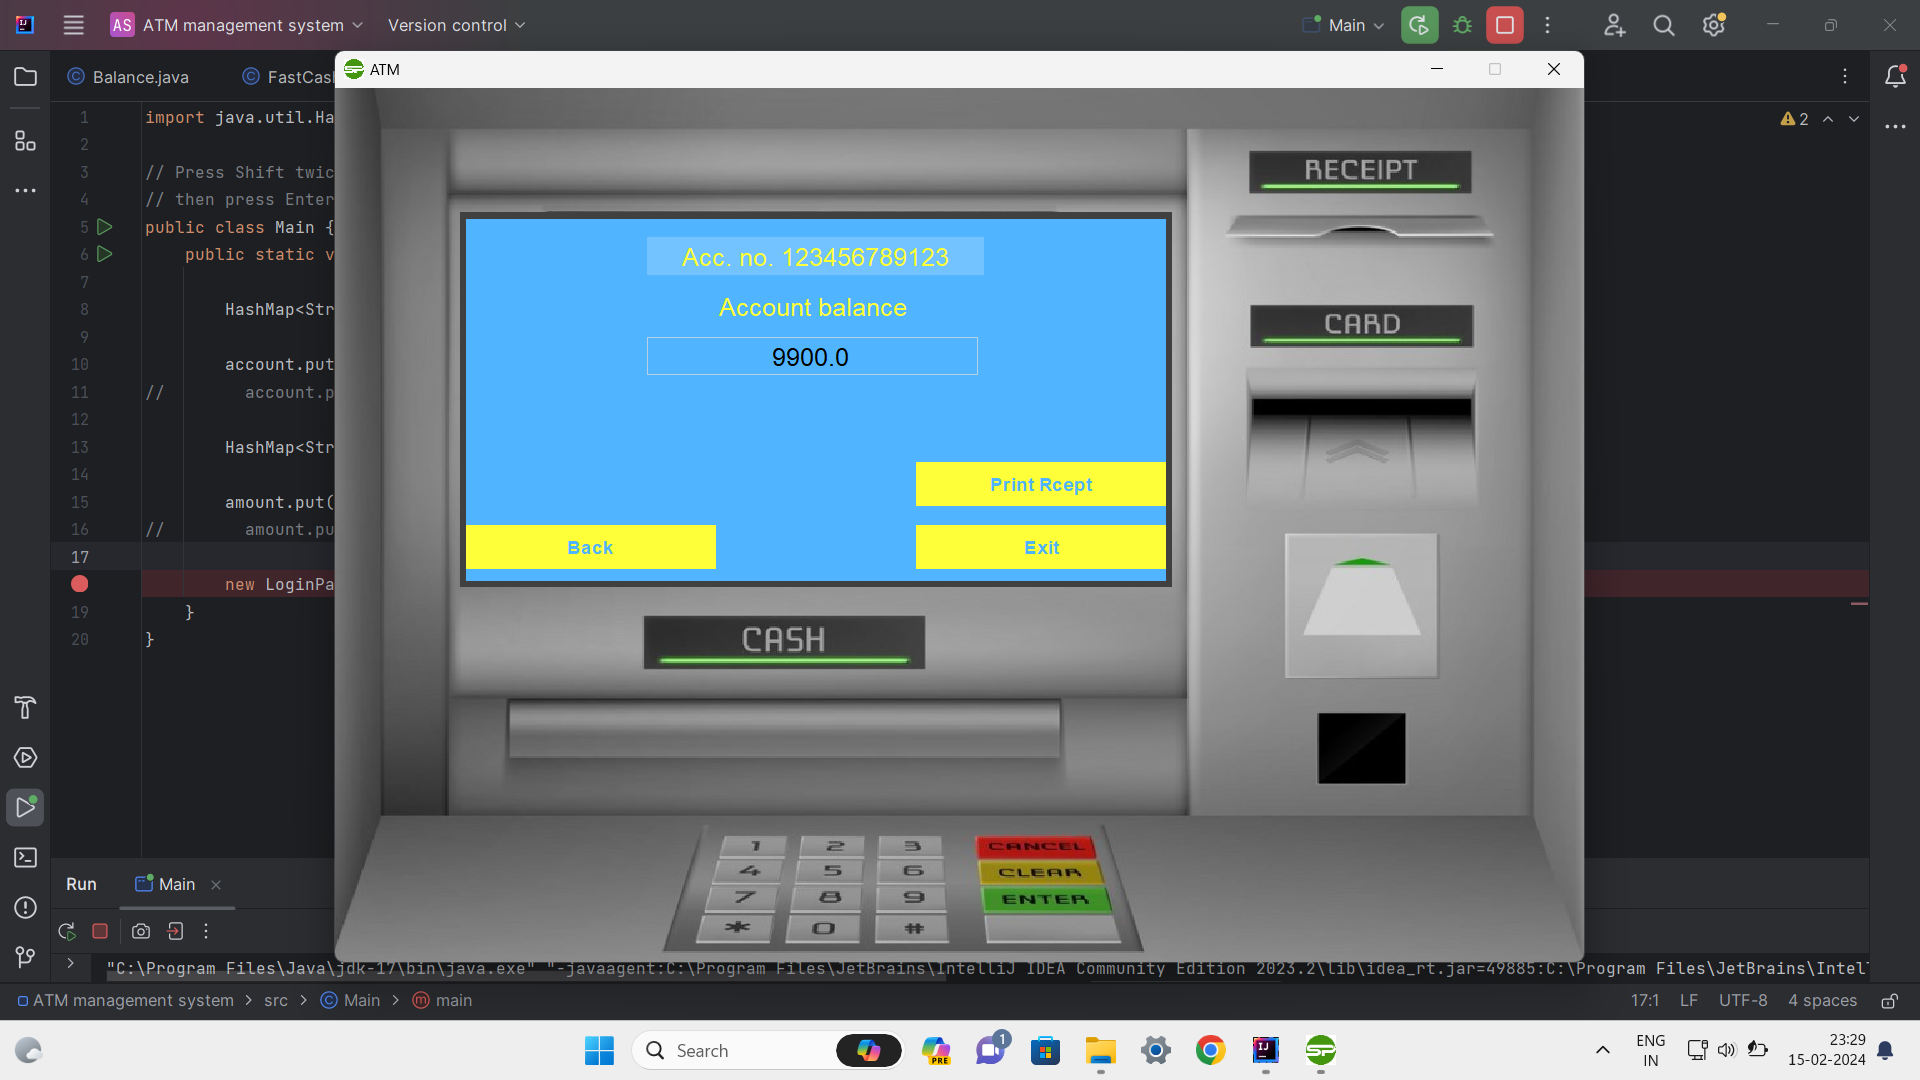 AS ATM management system Version control Main
Balance.java FastCas
ATM
1 import java.util.Ha
2
3 // Press Shift twic
4 // then press Enter
5 public class Main {
6 public static v
7
8 HashMap<Str
9
10 account.put
11 // account.p
12
13 HashMap<Str
14
15 amount.put(
16 // amount.pu
17
new LoginPa
19 }
20 }
2
Acc. no. 123456789123
Account balance
9900.0
Print Rcept
Back Exit
CASH
RECEIPT
CARD
1 2 3 CANCEL
4 5 6 CLEAR
7 8 9 ENTER
* 0 #
Run Main
"C:\Program Files\Java\jdk-17\bin\java.exe" "-javaagent:C:\Program Files\JetBrains\IntelliJ IDEA Community Edition 2023.2\lib\idea_rt.jar=49885:C:\Program Files\JetBrains\Intel
ATM management system > src > Main > main 17:1 LF UTF-8 4 spaces
Search
PRE
1
IJ
SP
ENG
IN
23:29
15-02-2024